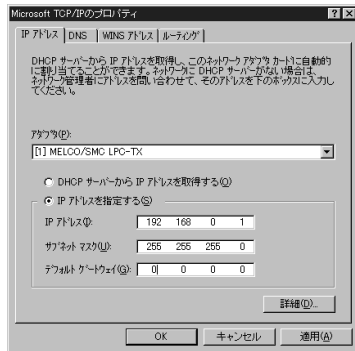 Microsoft TCP/IPのプロパティ
IP アドレス DNS WINS アドレス ルーティング
DHCP サーバーから IP アドレスを取得し、このネットワーク アダプタ カードに自動的
に割り当てることができます。ネットワークに DHCP サーバーがない場合は、
ネットワーク管理者にアドレスを問い合わせて、そのアドレスを下のボックスに入力し
てください。
アダプタ(P):
[1] MELCO/SMC LPC-TX
DHCP サーバーから IP アドレスを取得する(O)
IP アドレスを指定する(S)
IP アドレス(I): 192 168 0 1
サブネット マスク(U): 255 255 255 0
デフォルト ゲートウェイ(G): 0 0 0 0
詳細(D)...
OK キャンセル 適用(A)